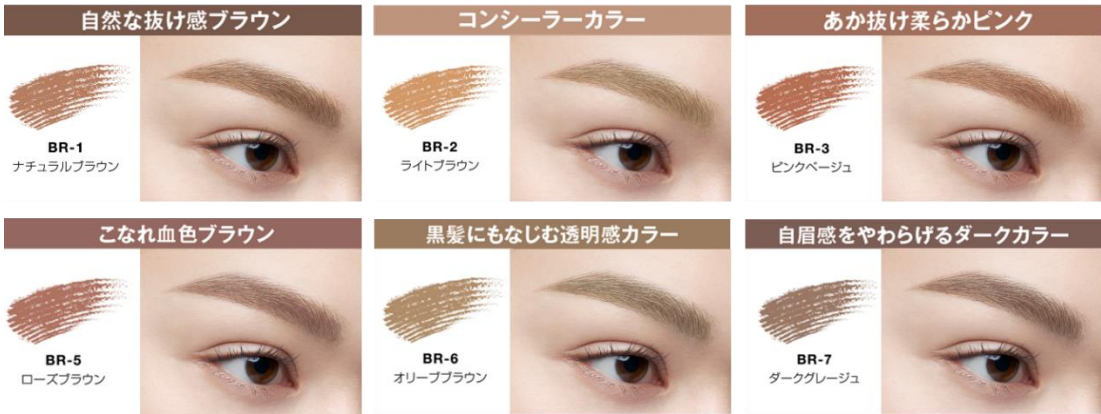 自然な抜け感ブラウン
BR-1
ナチュラルブラウン
コンシーラーカラー
BR-2
ライトブラウン
あか抜け柔らかピンク
BR-3
ピンクベージュ
こなれ血色ブラウン
BR-5
ローズブラウン
黒髪にもなじむ透明感カラー
BR-6
オリーブブラウン
自眉感をやわらげるダークカラー
BR-7
ダークグレージュ